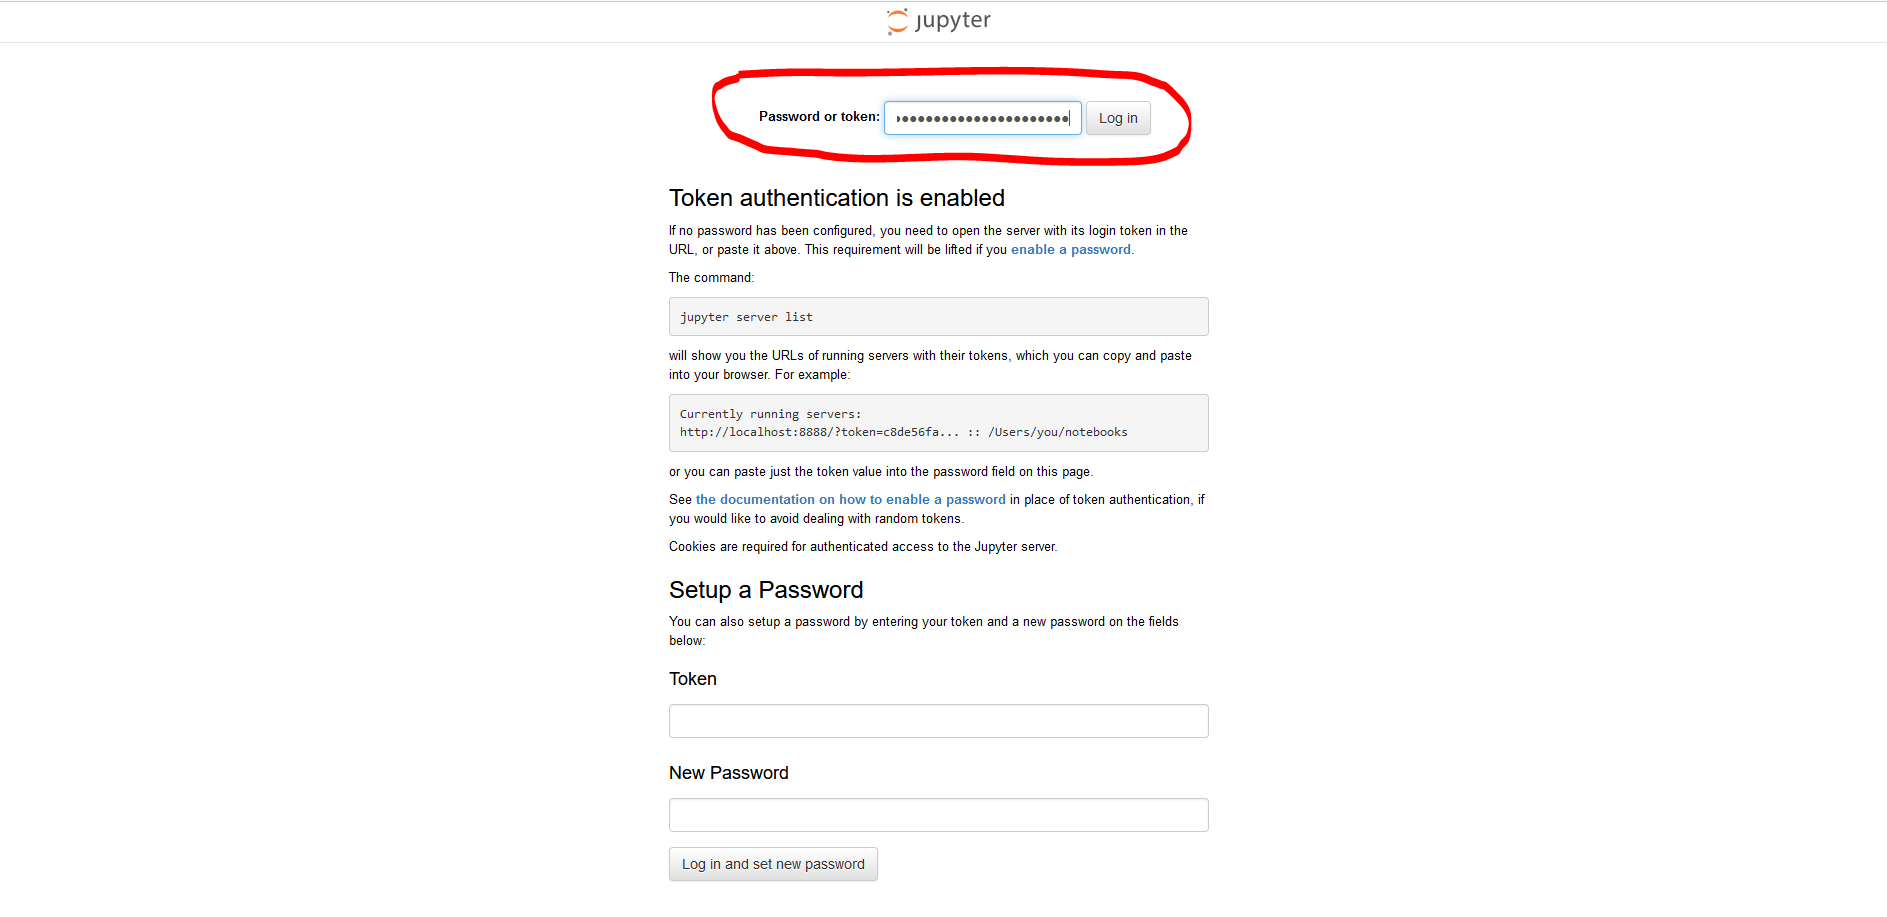 jupyter
Password or token: ●●●●●●●●●●●●●●●●●●●●●● Log in
Token authentication is enabled
If no password has been configured, you need to open the server with its login token in the
URL, or paste it above. This requirement will be lifted if you enable a password.
The command:
jupyter server list
will show you the URLs of running servers with their tokens, which you can copy and paste
into your browser. For example:
Currently running servers:
http://localhost:8888/?token=c8de56fa... :: /Users/you/notebooks
or you can paste just the token value into the password field on this page.
See the documentation on how to enable a password in place of token authentication, if
you would like to avoid dealing with random tokens.
Cookies are required for authenticated access to the Jupyter server.
Setup a Password
You can also setup a password by entering your token and a new password on the fields
below:
Token
New Password
Log in and set new password